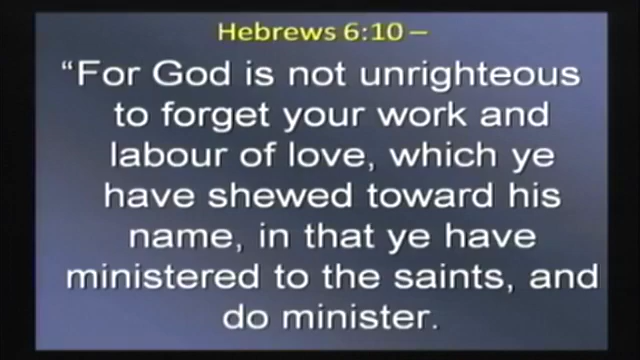 Hebrews 6:10 –
“For God is not unrighteous
to forget your work and
labour of love, which ye
have shewed toward his
name, in that ye have
ministered to the saints, and
do minister.